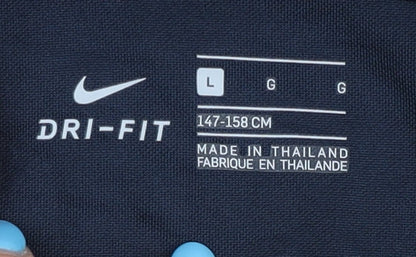 DRI-FIT
L G G
147-158 CM
MADE IN THAILAND
FABRIQUE EN THAILANDE